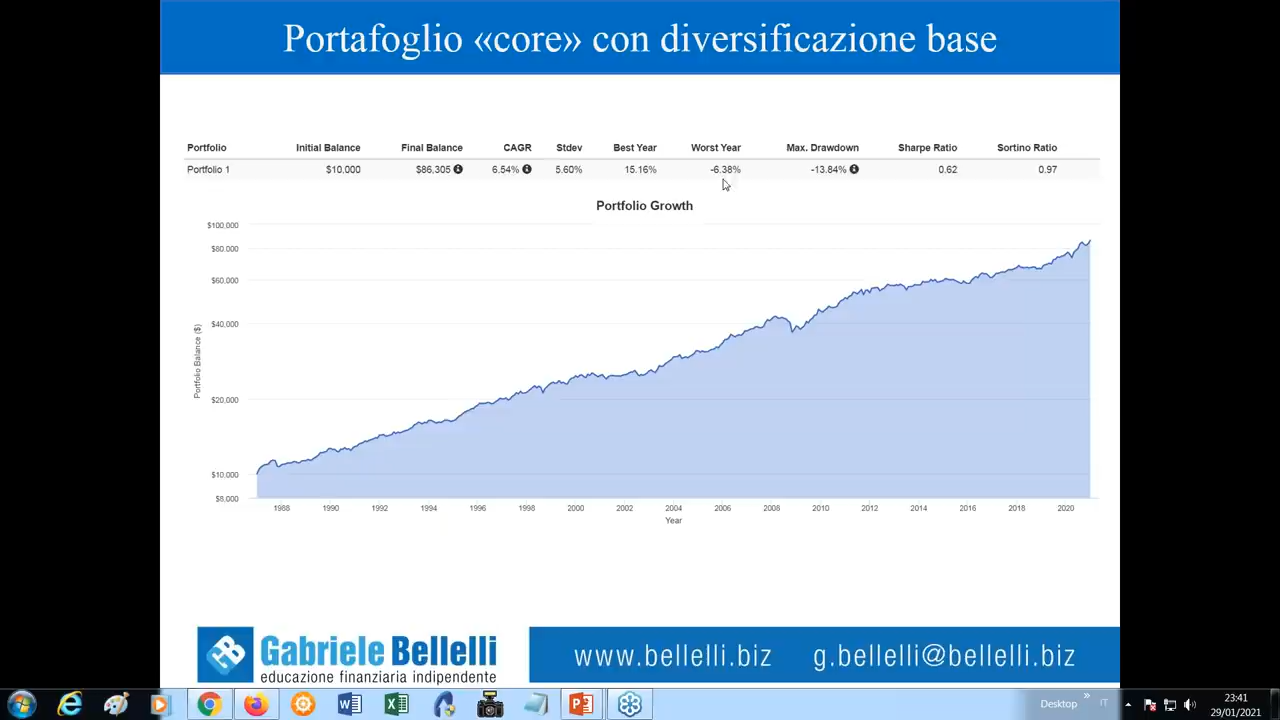 Portafoglio «core» con diversificazione base
Portfolio Initial Balance Final Balance CAGR Stdev Best Year Worst Year Max. Drawdown Sharpe Ratio Sortino Ratio
Portfolio 1 $10.000 $86,305 6.54% 5.60% 15.16% -6.38% -13.84% 0.62 0.97
Portfolio Growth
$100,000
$80.000
$60,000
$40,000
$20,000
$10,000
$8,000
Portfolio Balance ($)
1988 1990 1992 1994 1996 1998 2000 2002 2004 2006 2008 2010 2012 2014 2016 2018 2020
Year
Gabriele Bellelli
educazione finanziaria indipendente
www.bellelli.biz g.bellelli@bellelli.biz
Desktop » IT
23:41
29/01/2021